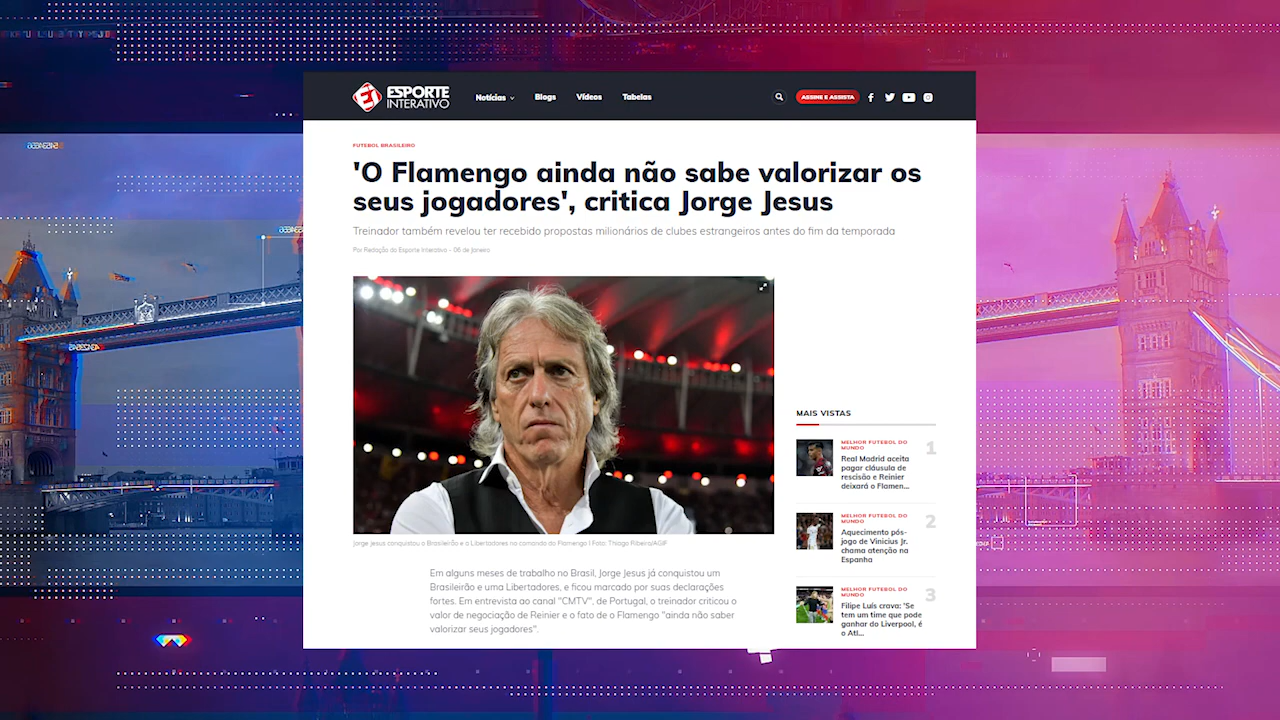 ESPORTE
INTERATIVO
Notícias
Blogs
Vídeos
Tabelas
ASSINE E ASSISTA
FUTEBOL BRASILEIRO
'O Flamengo ainda não sabe valorizar os
seus jogadores', critica Jorge Jesus
Treinador também revelou ter recebido propostas milionárias de clubes estrangeiros antes do fim da temporada
Por Redação do Esporte Interativo - 06 de Janeiro
Jorge Jesus conquistou o Brasileirão e a Libertadores no comando do Flamengo | Foto: Thiago Ribeiro/AGIF
Em alguns meses de trabalho no Brasil, Jorge Jesus já conquistou um
Brasileirão e uma Libertadores, e ficou marcado por suas declarações
fortes. Em entrevista ao canal "CMTV", de Portugal, o treinador criticou o
valor de negociação de Reinier e o fato de o Flamengo "ainda não saber
valorizar seus jogadores".
MAIS VISTAS
MELHOR FUTEBOL DO
MUNDO
1
Real Madrid aceita
pagar cláusula de
rescisão e Reinier
deixará o Flamen...
MELHOR FUTEBOL DO
MUNDO
2
Aquecimento pós-
jogo de Vinicius Jr.
chama atenção na
Espanha
MELHOR FUTEBOL DO
MUNDO
3
Filipe Luís crava: 'Se
tem um time que pode
ganhar do Liverpool, é
o Atl...